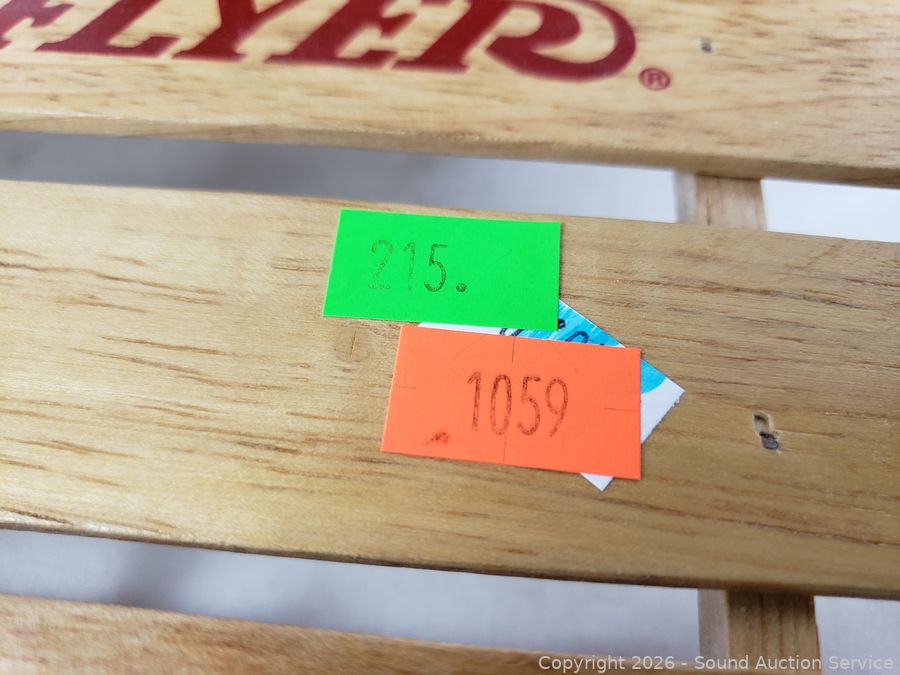 FLYER®
215.
1059
Copyright 2026 - Sound Auction Service